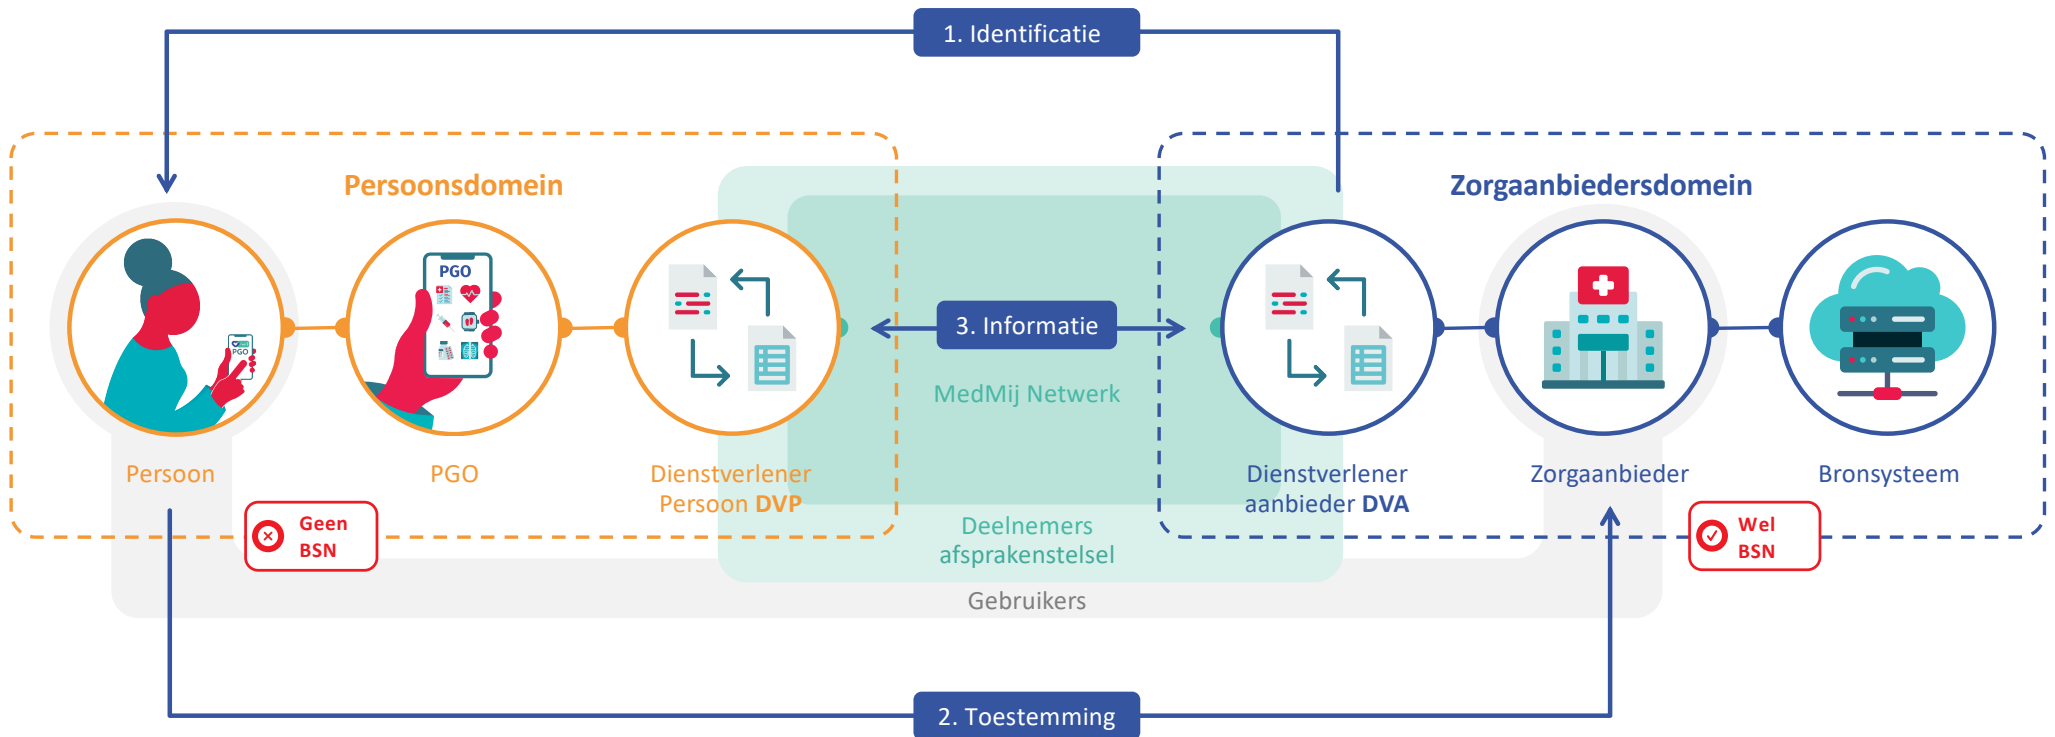 1. Identificatie
Persoonsdomein
Zorgaanbiedersdomein
PGO
PGO
3. Informatie
MedMij Netwerk
Persoon
PGO
Dienstverlener
Persoon DVP
Dienstverlener
aanbieder DVA
Zorgaanbieder
Bronsysteem
Geen
BSN
Deelnemers
afsprakenstelsel
Wel
BSN
Gebruikers
2. Toestemming